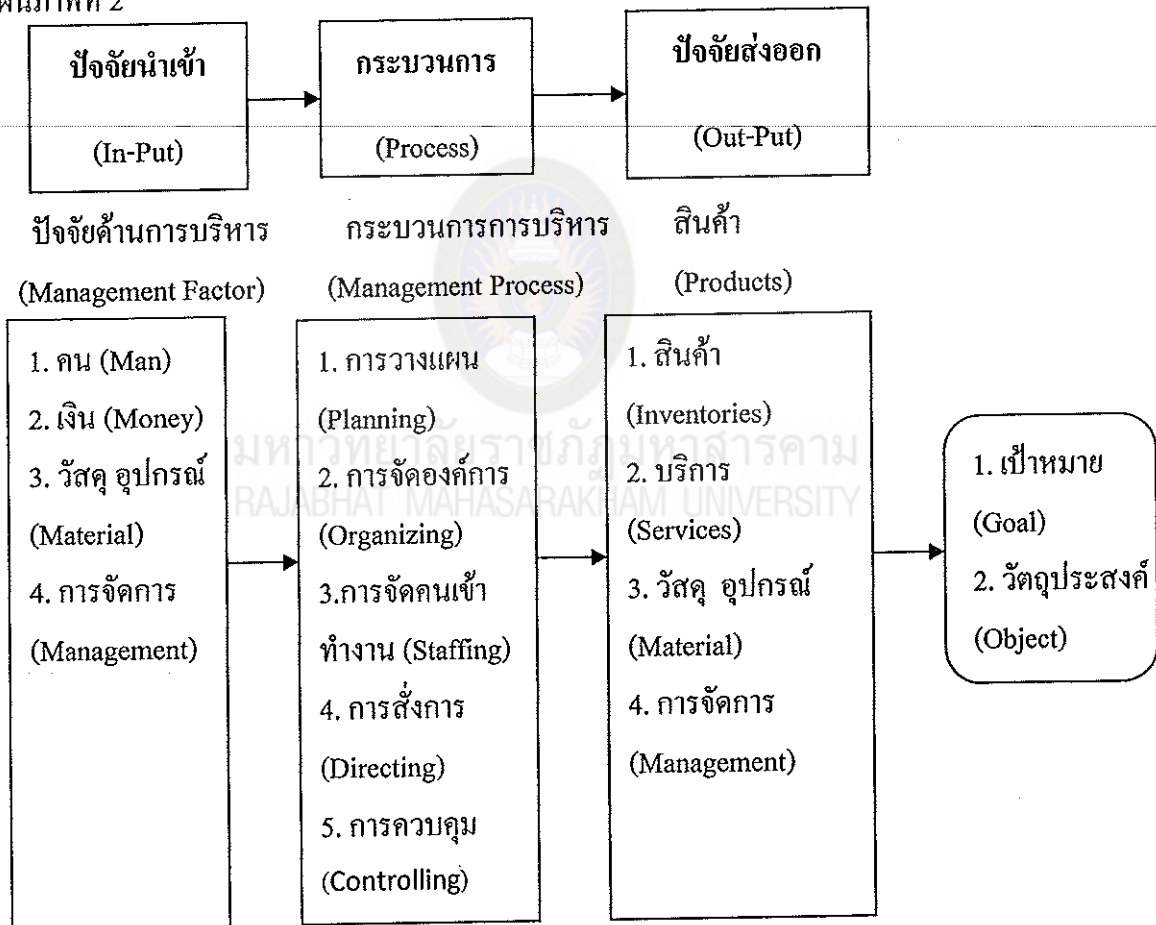 แผนภาพที่ 2
ปัจจัยนำเข้า
(In-Put)
กระบวนการ
(Process)
ปัจจัยส่งออก
(Out-Put)
ปัจจัยด้านการบริหาร
(Management Factor)
กระบวนการการบริหาร
(Management Process)
สินค้า
(Products)
1. คน (Man)
2. เงิน (Money)
3. วัสดุ อุปกรณ์
(Material)
4. การจัดการ
(Management)
1. การวางแผน
(Planning)
2. การจัดองค์การ
(Organizing)
3.การจัดคนเข้า
ทำงาน (Staffing)
4. การสั่งการ
(Directing)
5. การควบคุม
(Controlling)
1. สินค้า
(Inventories)
2. บริการ
(Services)
3. วัสดุ อุปกรณ์
(Material)
4. การจัดการ
(Management)
1. เป้าหมาย
(Goal)
2. วัตถุประสงค์
(Object)
มหาวิทยาลัยราชภัฏมหาสารคาม
RAJABHAT MAHASARAKHAM UNIVERSITY